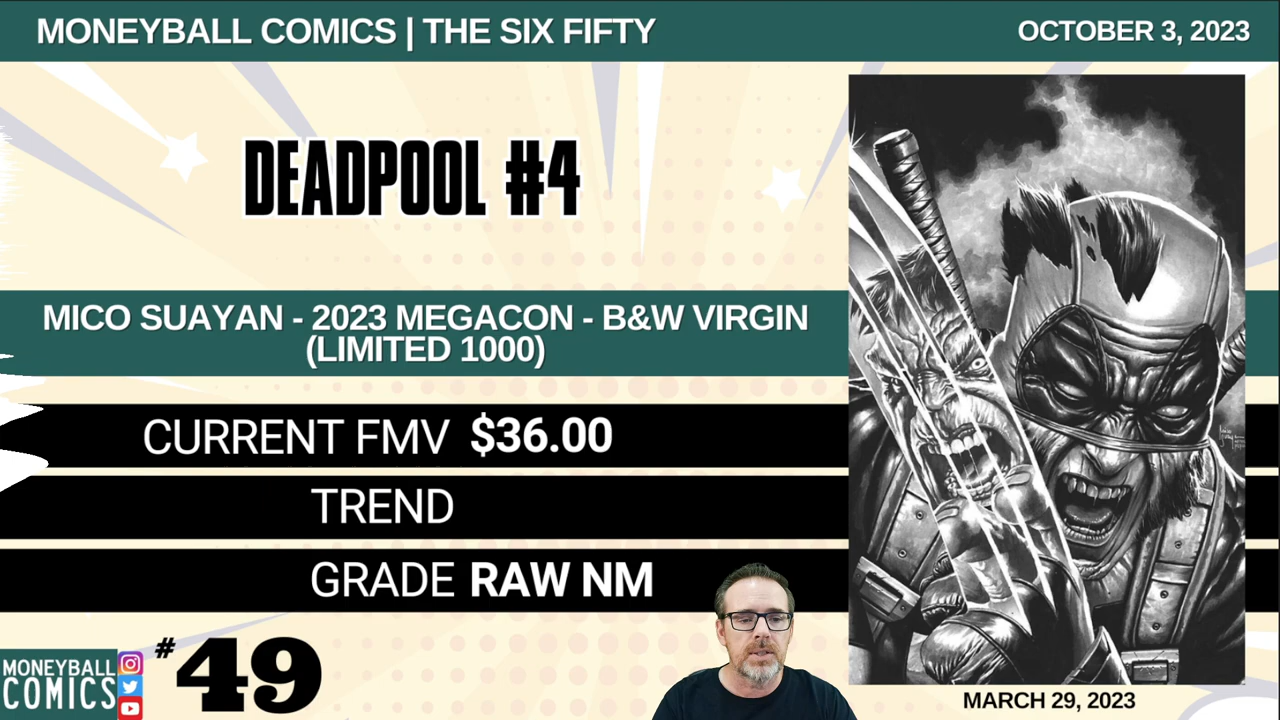 MONEYBALL COMICS | THE SIX FIFTY
OCTOBER 3, 2023
DEADPOOL #4
MICO SUAYAN - 2023 MEGACON - B&W VIRGIN
(LIMITED 1000)
CURRENT FMV $36.00
TREND
GRADE RAW NM
#49
MONEYBALL
COMICS
MARCH 29, 2023